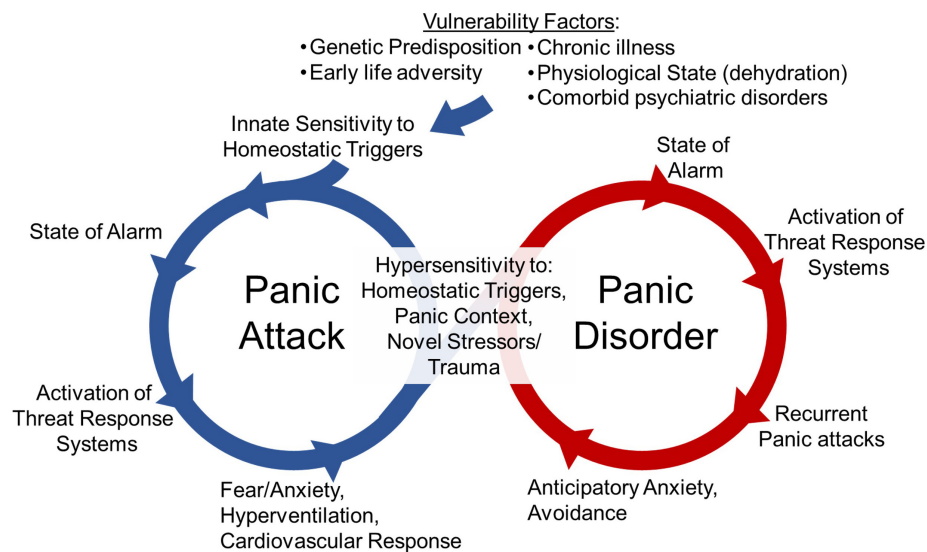 Vulnerability Factors:
•Genetic Predisposition
•Early life adversity
•Chronic illness
•Physiological State (dehydration)
•Comorbid psychiatric disorders
Innate Sensitivity to
Homeostatic Triggers
State of Alarm
Activation of
Threat Response
Systems
Fear/Anxiety,
Hyperventilation,
Cardiovascular Response
Panic
Attack
Hypersensitivity to:
Homeostatic Triggers,
Panic Context,
Novel Stressors/
Trauma
Panic
Disorder
State of
Alarm
Activation of
Threat Response
Systems
Recurrent
Panic attacks
Anticipatory Anxiety,
Avoidance